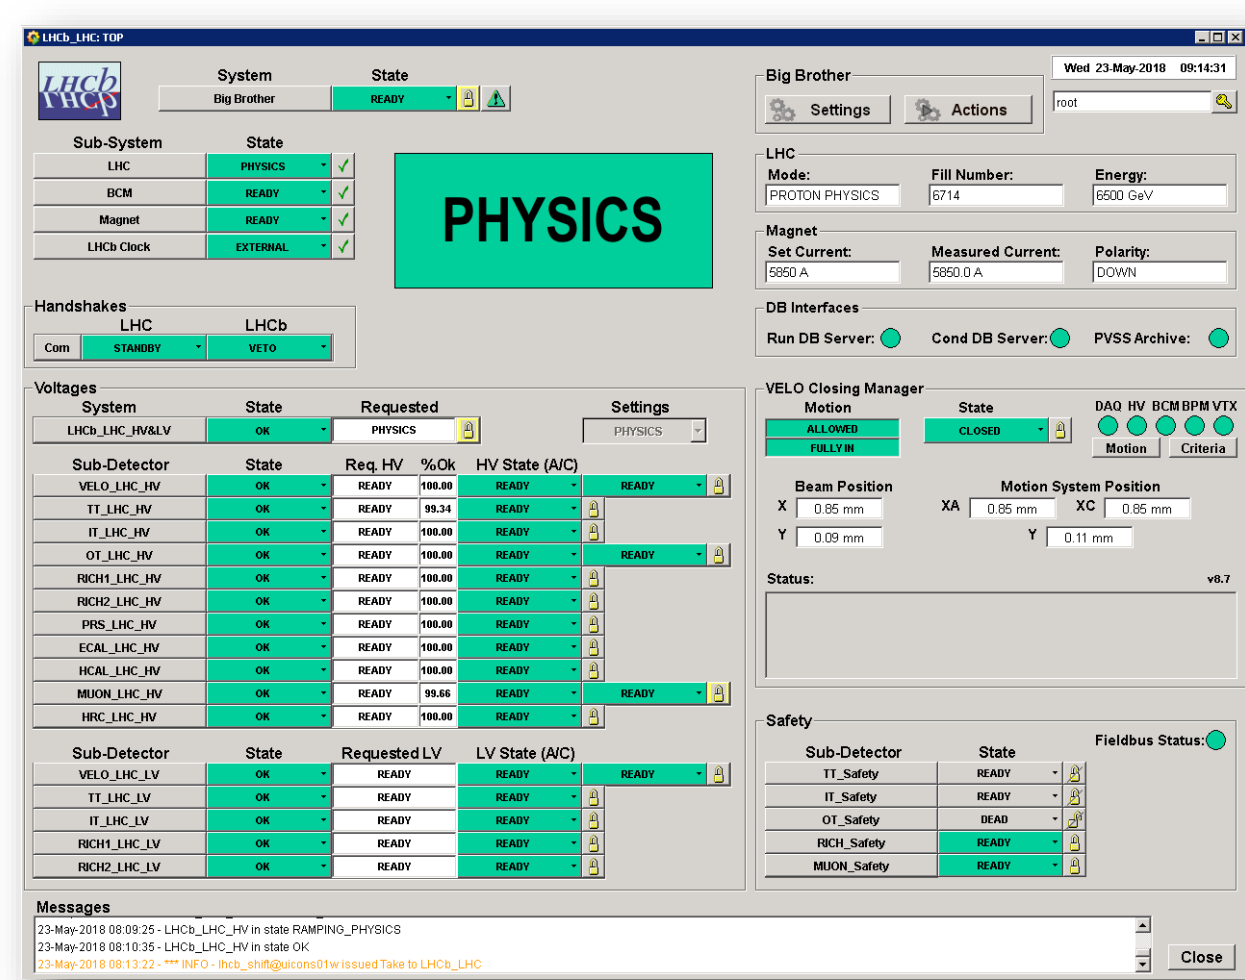 LHCb_LHC: TOP
LHCb
LHCb
System State
Big Brother READY
Big Brother
Settings Actions
Wed 23-May-2018 09:14:31
root
Sub-System State
LHC PHYSICS
BCM READY
Magnet READY
LHCb Clock EXTERNAL
PHYSICS
LHC
Mode: Fill Number: Energy:
PROTON PHYSICS 6714 6500 GeV
Magnet
Set Current: Measured Current: Polarity:
5850 A 5850.0 A DOWN
Handshakes
LHC LHCb
Com STANDBY VETO
DB Interfaces
Run DB Server: Cond DB Server: PVSS Archive:
Voltages
System State Requested Settings
LHCb_LHC_HV&LV OK PHYSICS PHYSICS
Sub-Detector State Req. HV %Ok HV State (A/C)
VELO_LHC_HV OK READY 100.00 READY READY
TT_LHC_HV OK READY 99.34 READY
IT_LHC_HV OK READY 100.00 READY
OT_LHC_HV OK READY 100.00 READY READY
RICH1_LHC_HV OK READY 100.00 READY
RICH2_LHC_HV OK READY 100.00 READY
PRS_LHC_HV OK READY 100.00 READY
ECAL_LHC_HV OK READY 100.00 READY
HCAL_LHC_HV OK READY 100.00 READY
MUON_LHC_HV OK READY 99.66 READY READY
HRC_LHC_HV OK READY 100.00 READY
Sub-Detector State Requested LV LV State (A/C)
VELO_LHC_LV OK READY READY READY
TT_LHC_LV OK READY READY
IT_LHC_LV OK READY READY
RICH1_LHC_LV OK READY READY
RICH2_LHC_LV OK READY READY
VELO Closing Manager
Motion State DAQ HV BCM BPM VTX
ALLOWED CLOSED
FULLY IN
Motion Criteria
Beam Position Motion System Position
X 0.85 mm XA 0.85 mm XC 0.85 mm
Y 0.09 mm Y 0.11 mm
Status: v8.7
Safety
Fieldbus Status:
Sub-Detector State
TT_Safety READY
IT_Safety READY
OT_Safety DEAD
RICH_Safety READY
MUON_Safety READY
Messages
23-May-2018 08:09:25 - LHCb_LHC_HV in state RAMPING_PHYSICS
23-May-2018 08:10:35 - LHCb_LHC_HV in state OK
23-May-2018 08:13:22 - *** INFO - lhcb_shift@uicons01w issued Take to LHCb_LHC
Close